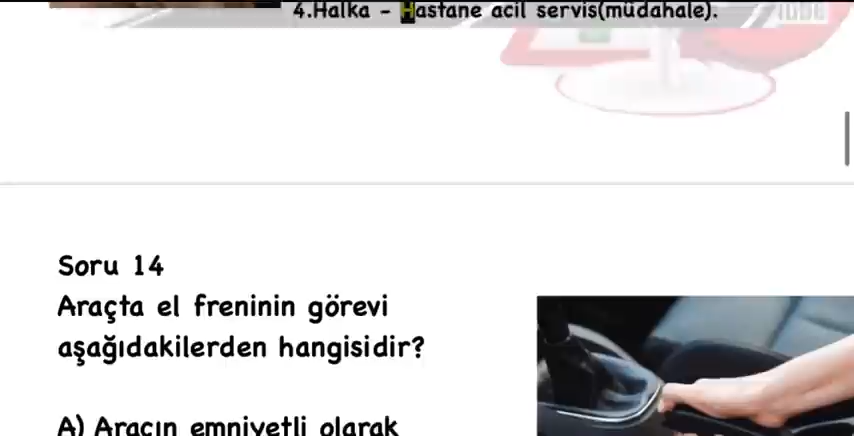 4.Halka - Hastane acil servis(müdahale).
Soru 14
Araçta el freninin görevi
aşağıdakilerden hangisidir?
A) Aracın emniyetli olarak